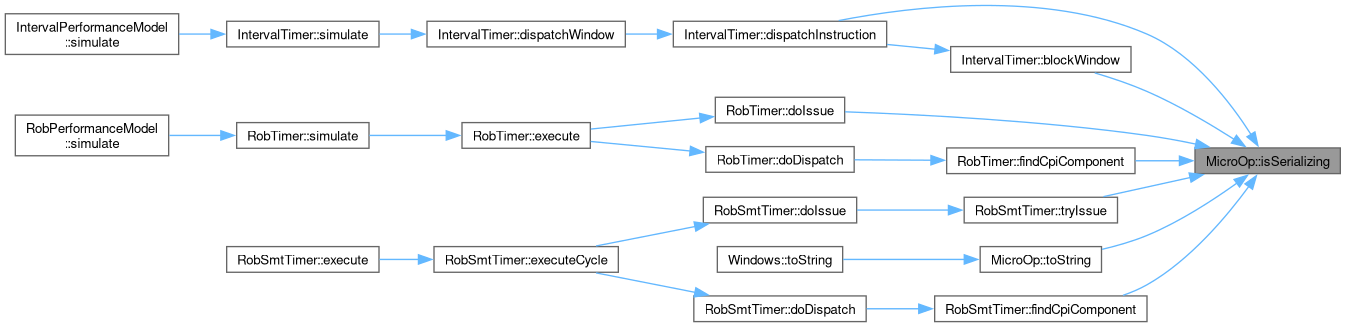 IntervalPerformanceModel
::simulate
IntervalTimer::simulate
IntervalTimer::dispatchWindow
IntervalTimer::dispatchInstruction
IntervalTimer::blockWindow
RobPerformanceModel
::simulate
RobTimer::simulate
RobTimer::execute
RobTimer::doIssue
RobTimer::doDispatch
RobTimer::findCpiComponent
MicroOp::isSerializing
RobSmtTimer::doIssue
RobSmtTimer::tryIssue
RobSmtTimer::execute
RobSmtTimer::executeCycle
Windows::toString
MicroOp::toString
RobSmtTimer::doDispatch
RobSmtTimer::findCpiComponent